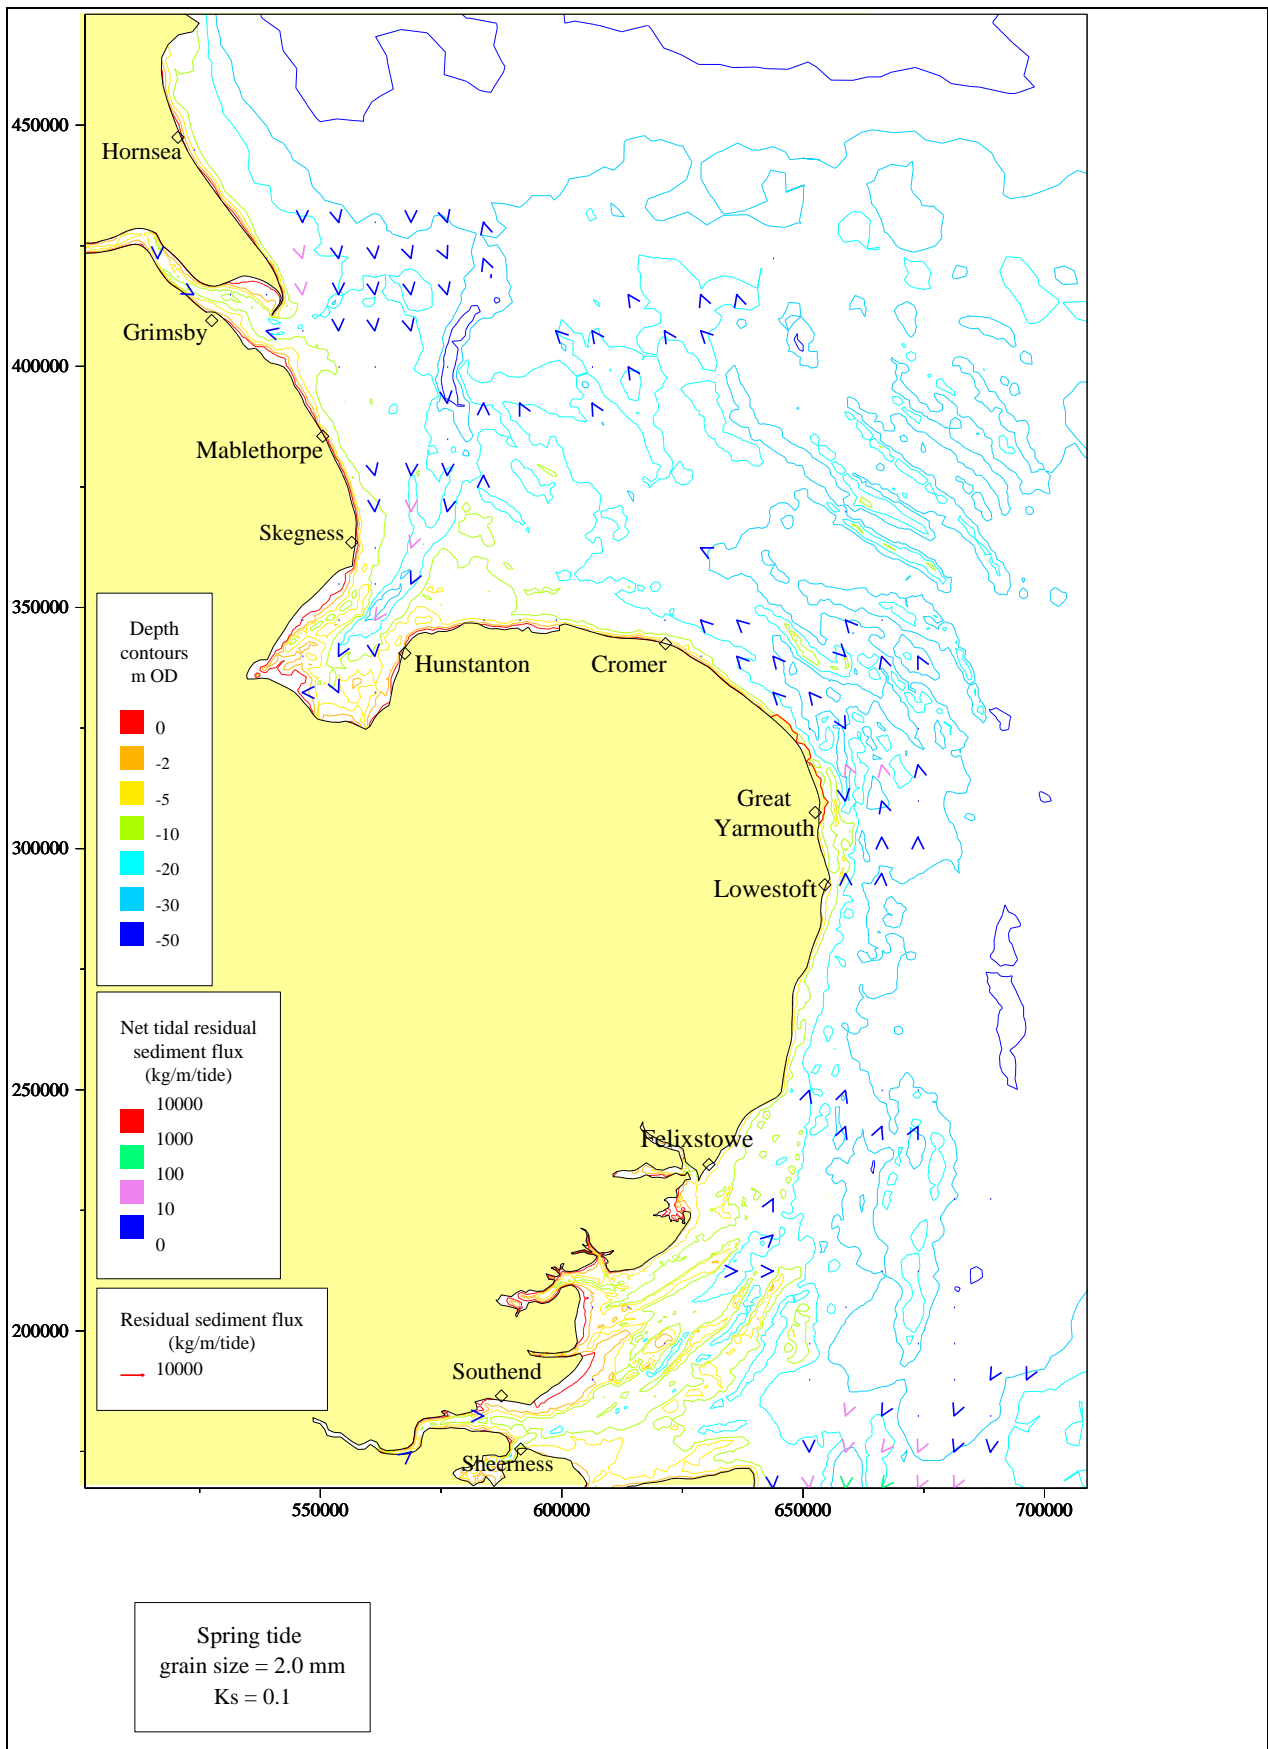 450000
Hornsea
Grimsby
400000
Mablethorpe
Skegness
350000
Depth
contours
m OD
0
-2
-5
-10
-20
-30
-50
Hunstanton
Cromer
Great
Yarmouth
300000
Lowestoft
Net tidal residual
sediment flux
(kg/m/tide)
10000
1000
100
10
0
250000
Felixstowe
Residual sediment flux
(kg/m/tide)
10000
200000
Southend
Sheerness
550000
600000
650000
700000
Spring tide
grain size = 2.0 mm
Ks = 0.1